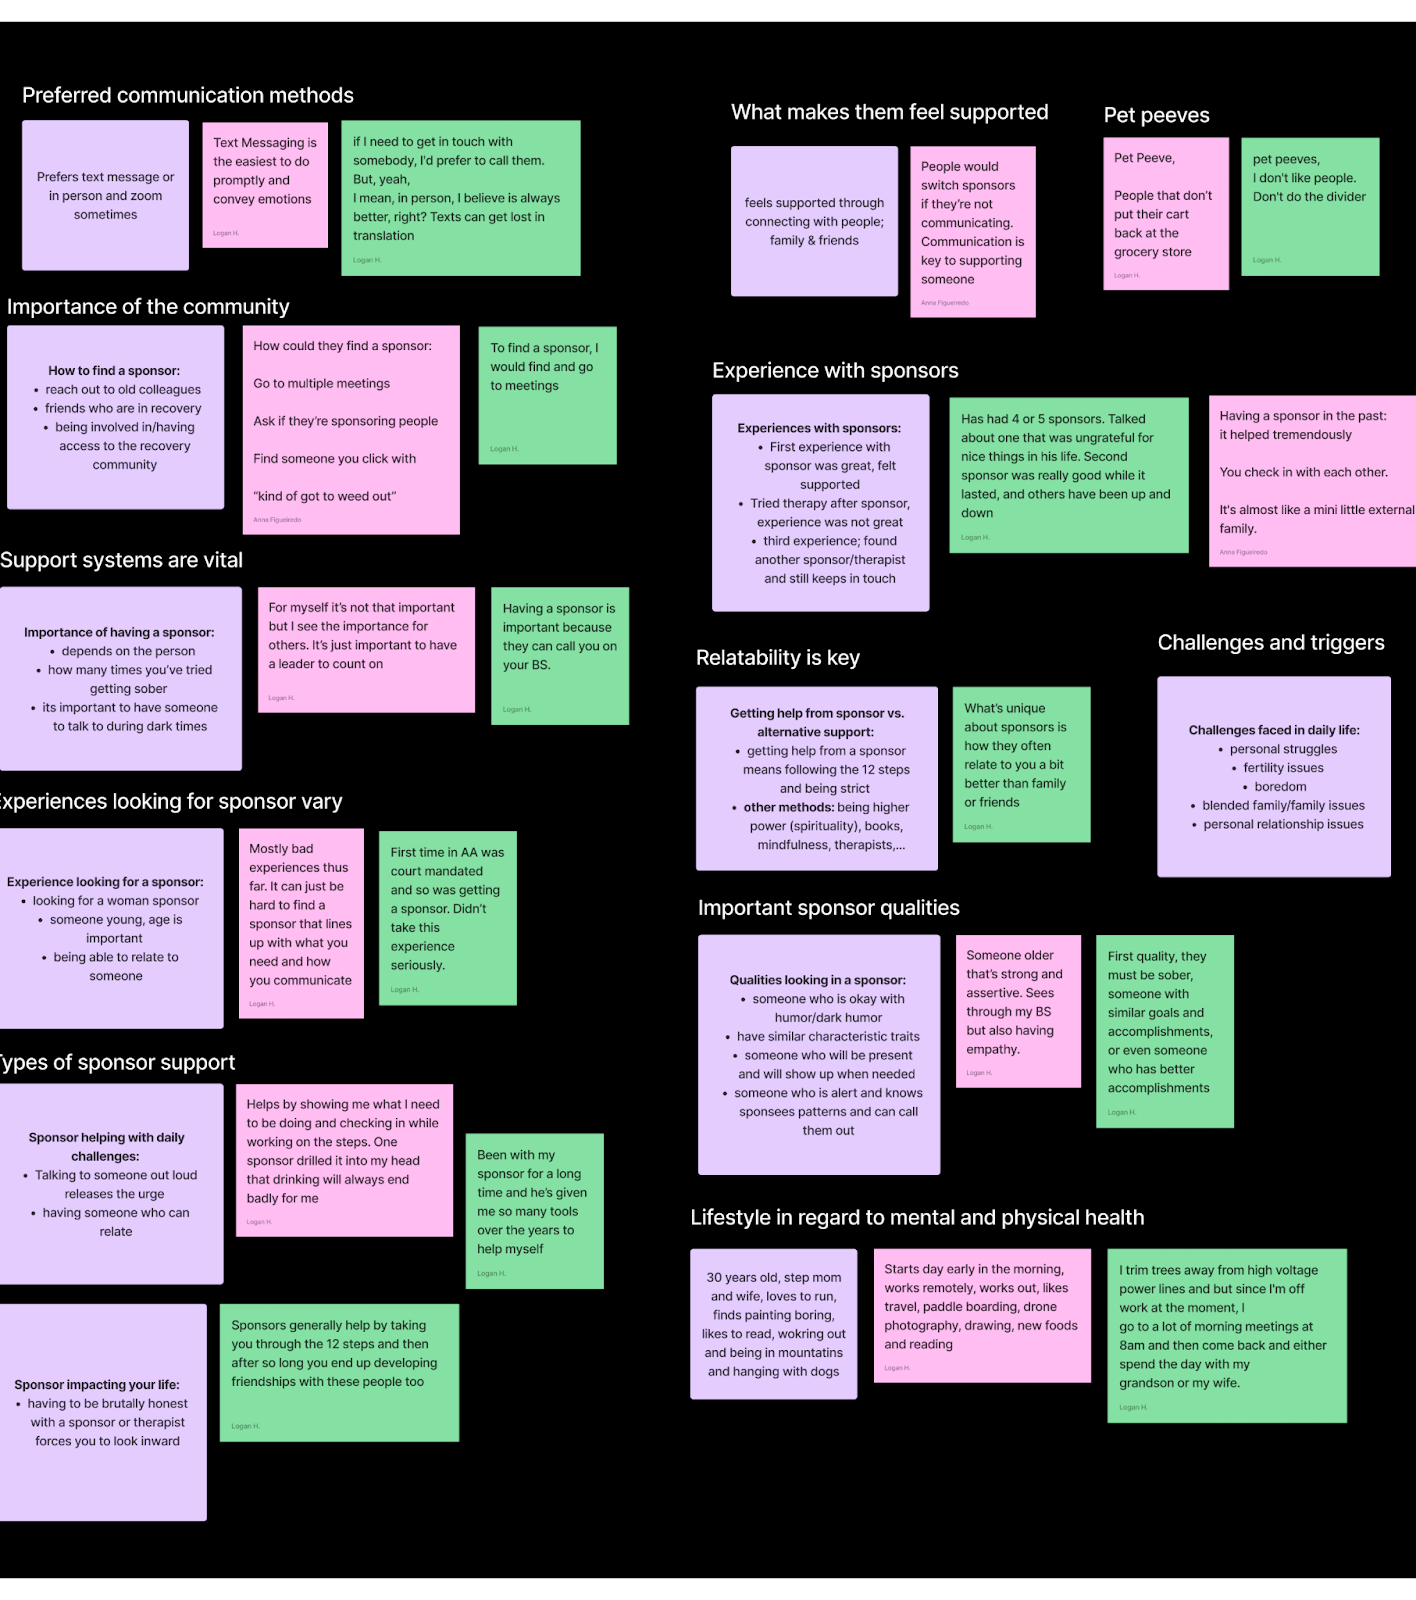 Preferred communication methods
Prefers text message or
in person and zoom
sometimes
Text Messaging is
the easiest to do
promptly and
convey emotions
Logan H.
if I need to get in touch with
somebody, I'd prefer to call them.
But, yeah,
I mean, in person, I believe is always
better, right? Texts can get lost in
translation
Logan H.
Importance of the community
How to find a sponsor:
• reach out to old colleagues
• friends who are in recovery
• being involved in/having
access to the recovery
community
How could they find a sponsor:
Go to multiple meetings
Ask if they're sponsoring people
Find someone you click with
“kind of got to weed out”
Anna Figueiredo
To find a sponsor, I
would find and go
to meetings
Logan H.
Support systems are vital
Importance of having a sponsor:
• depends on the person
• how many times you've tried
getting sober
• its important to have someone
to talk to during dark times
For myself it's not that important
but I see the importance for
others. It's just important to have
a leader to count on
Logan H.
Having a sponsor is
important because
they can call you on
your BS.
Logan H.
Experiences looking for sponsor vary
Experience looking for a sponsor:
• looking for a woman sponsor
• someone young, age is
important
• being able to relate to
someone
Mostly bad
experiences thus
far. It can just be
hard to find a
sponsor that lines
up with what you
need and how
you communicate
Logan H.
First time in AA was
court mandated
and so was getting
a sponsor. Didn't
take this
experience
seriously.
Logan H.
Types of sponsor support
Sponsor helping with daily
challenges:
• Talking to someone out loud
releases the urge
• having someone who can
relate
Helps by showing me what I need
to be doing and checking in while
working on the steps. One
sponsor drilled it into my head
that drinking will always end
badly for me
Logan H.
Been with my
sponsor for a long
time and he's given
me so many tools
over the years to
help myself
Logan H.
Sponsor impacting your life:
• having to be brutally honest
with a sponsor or therapist
forces you to look inward
Sponsors generally help by taking
you through the 12 steps and then
after so long you end up developing
friendships with these people too
Logan H.
What makes them feel supported
feels supported through
connecting with people;
family & friends
People would
switch sponsors
if they're not
communicating.
Communication is
key to supporting
someone
Anna Figueiredo
Pet peeves
Pet Peeve,
People that don't
put their cart
back at the
grocery store
Logan H.
pet peeves,
I don't like people.
Don't do the divider
Logan H.
Experience with sponsors
Experiences with sponsors:
• First experience with
sponsor was great, felt
supported
• Tried therapy after sponsor,
experience was not great
• third experience; found
another sponsor/therapist
and still keeps in touch
Has had 4 or 5 sponsors. Talked
about one that was ungrateful for
nice things in his life. Second
sponsor was really good while it
lasted, and others have been up and
down
Logan H.
Having a sponsor in the past:
it helped tremendously
You check in with each other.
It's almost like a mini little external
family.
Anna Figueiredo
Relatability is key
Getting help from sponsor vs.
alternative support:
• getting help from a sponsor
means following the 12 steps
and being strict
• other methods: being higher
power (spirituality), books,
mindfulness, therapists,...
What's unique
about sponsors is
how they often
relate to you a bit
better than family
or friends
Logan H.
Challenges and triggers
Challenges faced in daily life:
• personal struggles
• fertility issues
• boredom
• blended family/family issues
• personal relationship issues
Important sponsor qualities
Qualities looking in a sponsor:
• someone who is okay with
humor/dark humor
• have similar characteristic traits
• someone who will be present
and will show up when needed
• someone who is alert and knows
sponsees patterns and can call
them out
Someone older
that's strong and
assertive. Sees
through my BS
but also having
empathy.
Logan H.
First quality, they
must be sober,
someone with
similar goals and
accomplishments,
or even someone
who has better
accomplishments
Logan H.
Lifestyle in regard to mental and physical health
30 years old, step mom
and wife, loves to run,
finds painting boring,
likes to read, wokring out
and being in mountatins
and hanging with dogs
Starts day early in the morning,
works remotely, works out, likes
travel, paddle boarding, drone
photography, drawing, new foods
and reading
Logan H.
I trim trees away from high voltage
power lines and but since I'm off
work at the moment, I
go to a lot of morning meetings at
8am and then come back and either
spend the day with my
grandson or my wife.
Logan H.